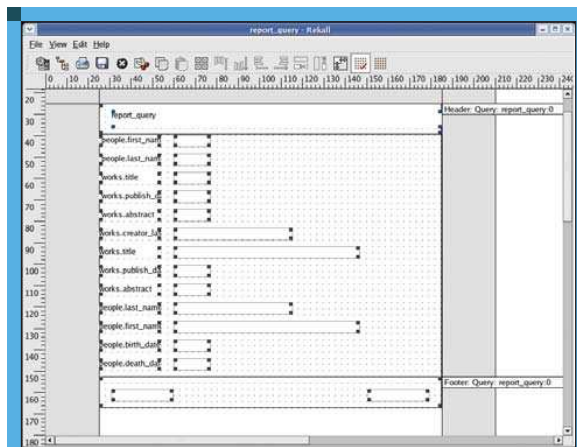 report_query - Rekall
File View Edit Help
0 10 20 30 40 50 60 70 80 90 100 110 120 130 140 150 160 170 180 190 200 210 220 230 240
20
Header: Query: report_query:0
report_query
30
40
people.first_nam
50
people.last_nam
works.title
60
works.publish_d
70
works.abstract
80
works.creator_la
90
works.title
100
works.publish_da
110
works.abstract
120
people.last_nam
130
people.first_nam
140
people.birth_date
people.death_da
150
Footer: Query: report_query:0
160
170
180